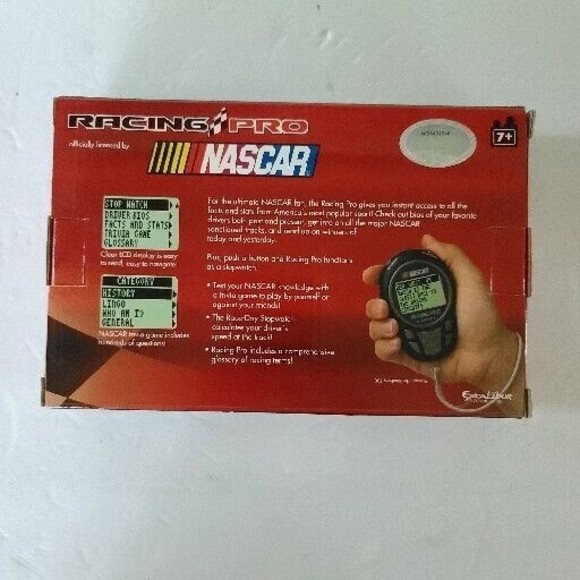 RACING PRO
officially licensed by
NASCAR
7+
STOP WATCH
DRIVER BIOS
FACTS AND STATS
TRIVIA GAME
GLOSSARY
Clear LCD display is easy
to read, easy to navigate!
CATEGORY
HISTORY
LINGO
WHO AM I?
GENERAL
NASCAR trivia game includes
hundreds of questions!
For the ultimate NASCAR fan, the Racing Pro gives you instant access to all the
facts and stats from America's most popular sport! Check out bios of your favorite
drivers both past and present, get info on all the major NASCAR
sanctioned tracks, and read up on winners of
today and yesterday.
Plus, push a button and Racing Pro functions
as a stopwatch.
• Test your NASCAR knowledge with
a trivia game to play by yourself or
against your friends!
• The RaceDay Stopwatch
calculates your driver's
speed at the track!
• Racing Pro includes a comprehensive
glossary of racing terms!
NASCAR
Excalibur